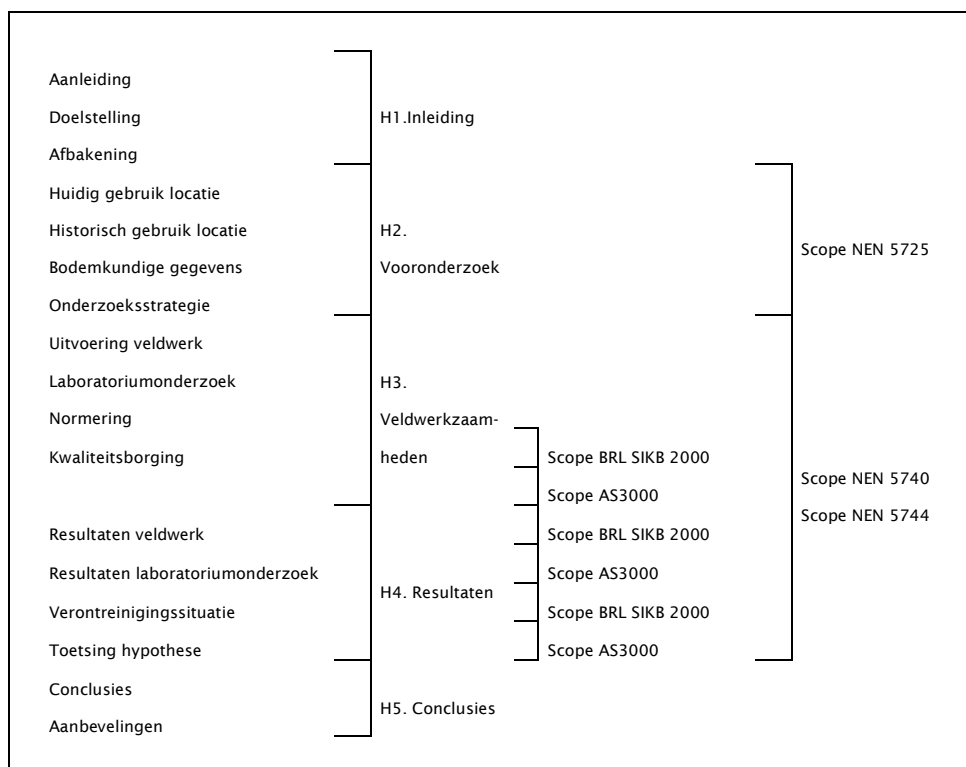 Aanleiding
Doelstelling
H1.Inleiding
Afbakening
Huidig gebruik locatie
Historisch gebruik locatie
H2.
Scope NEN 5725
Bodemkundige gegevens
Vooronderzoek
Onderzoeksstrategie
Uitvoering veldwerk
Laboratoriumonderzoek
H3.
Normering
Veldwerkzaam-
Kwaliteitsborging
heden
Scope BRL SIKB 2000
Scope NEN 5740
Scope AS3000
Scope NEN 5744
Resultaten veldwerk
Scope BRL SIKB 2000
Resultaten laboratoriumonderzoek
Scope AS3000
H4. Resultaten
Verontreinigingssituatie
Scope BRL SIKB 2000
Toetsing hypothese
Scope AS3000
Conclusies
H5. Conclusies
Aanbevelingen